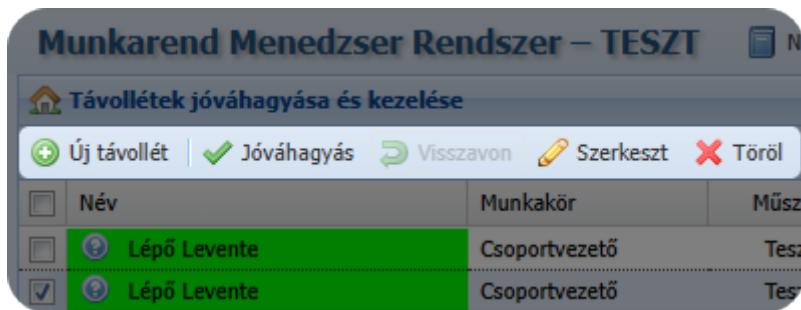 Munkarend Menedzser Rendszer – TESZT
Távollétek jóváhagyása és kezelése
Új távollét Jóváhagyás Visszavon Szerkeszt Töröl
Név Munkakör
Lépő Levente Csoportvezető
Lépő Levente Csoportvezető